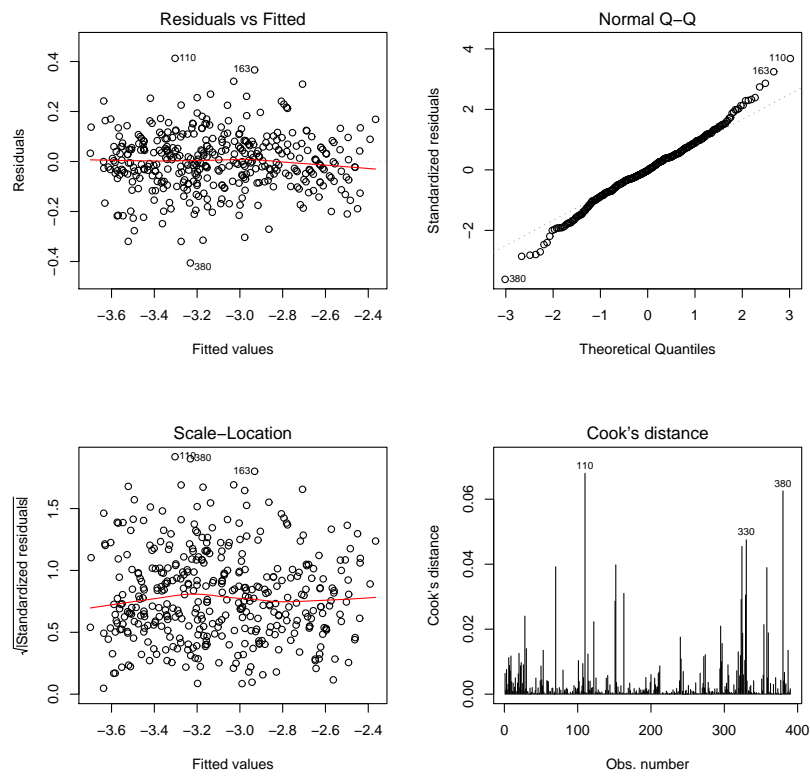 Residuals vs Fitted
Residuals
0.4
0.2
0.0
−0.2
−0.4
110
163
380
−3.6 −3.4 −3.2 −3.0 −2.8 −2.6 −2.4
Fitted values
Normal Q−Q
Standardized residuals
4
2
0
−2
110
163
380
−3 −2 −1 0 1 2 3
Theoretical Quantiles
Scale−Location
√|Standardized residuals|
1.5
1.0
0.5
0.0
110
380
163
−3.6 −3.4 −3.2 −3.0 −2.8 −2.6 −2.4
Fitted values
Cook's distance
Cook's distance
0.06
0.04
0.02
0.00
110
380
330
0 100 200 300 400
Obs. number